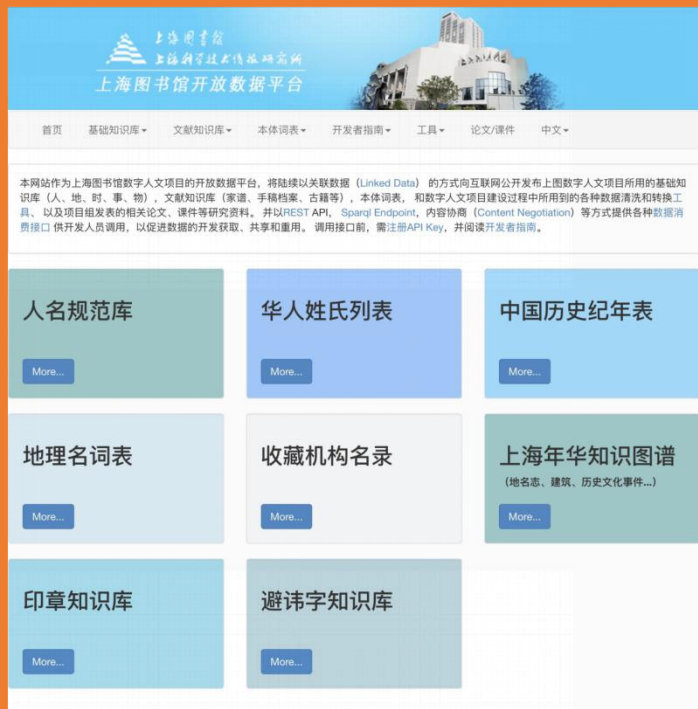 上海图书馆
上海科学技术情报研究所
上海图书馆开放数据平台
首页 基础知识库 文献知识库 本体词表 开发者指南 工具 论文/课件 中文
本网站作为上海图书馆数字人文项目的开放数据平台，将陆续以关联数据（Linked Data） 的方式向互联网公开发布上图数字人文项目所用的基础知
识库（人、地、时、事、物），文献知识库（家谱、手稿档案、古籍等），本体词表， 和数字人文项目建设过程中所用到的各种数据清洗和转换工
具、 以及项目组发表的相关论文、课件等研究资料。 并以REST API， Sparql Endpoint，内容协商（Content Negotiation）等方式提供各种数据消
费接口 供开发人员调用，以促进数据的开发获取、共享和重用。 调用接口前，需注册API Key，并阅读开发者指南。
人名规范库 华人姓氏列表 中国历史纪年表
More... More... More...
地理名词表 收藏机构名录 上海年华知识图谱
（地名志、建筑、历史文化事件...）
More... More... More...
印章知识库 避讳字知识库
More... More...